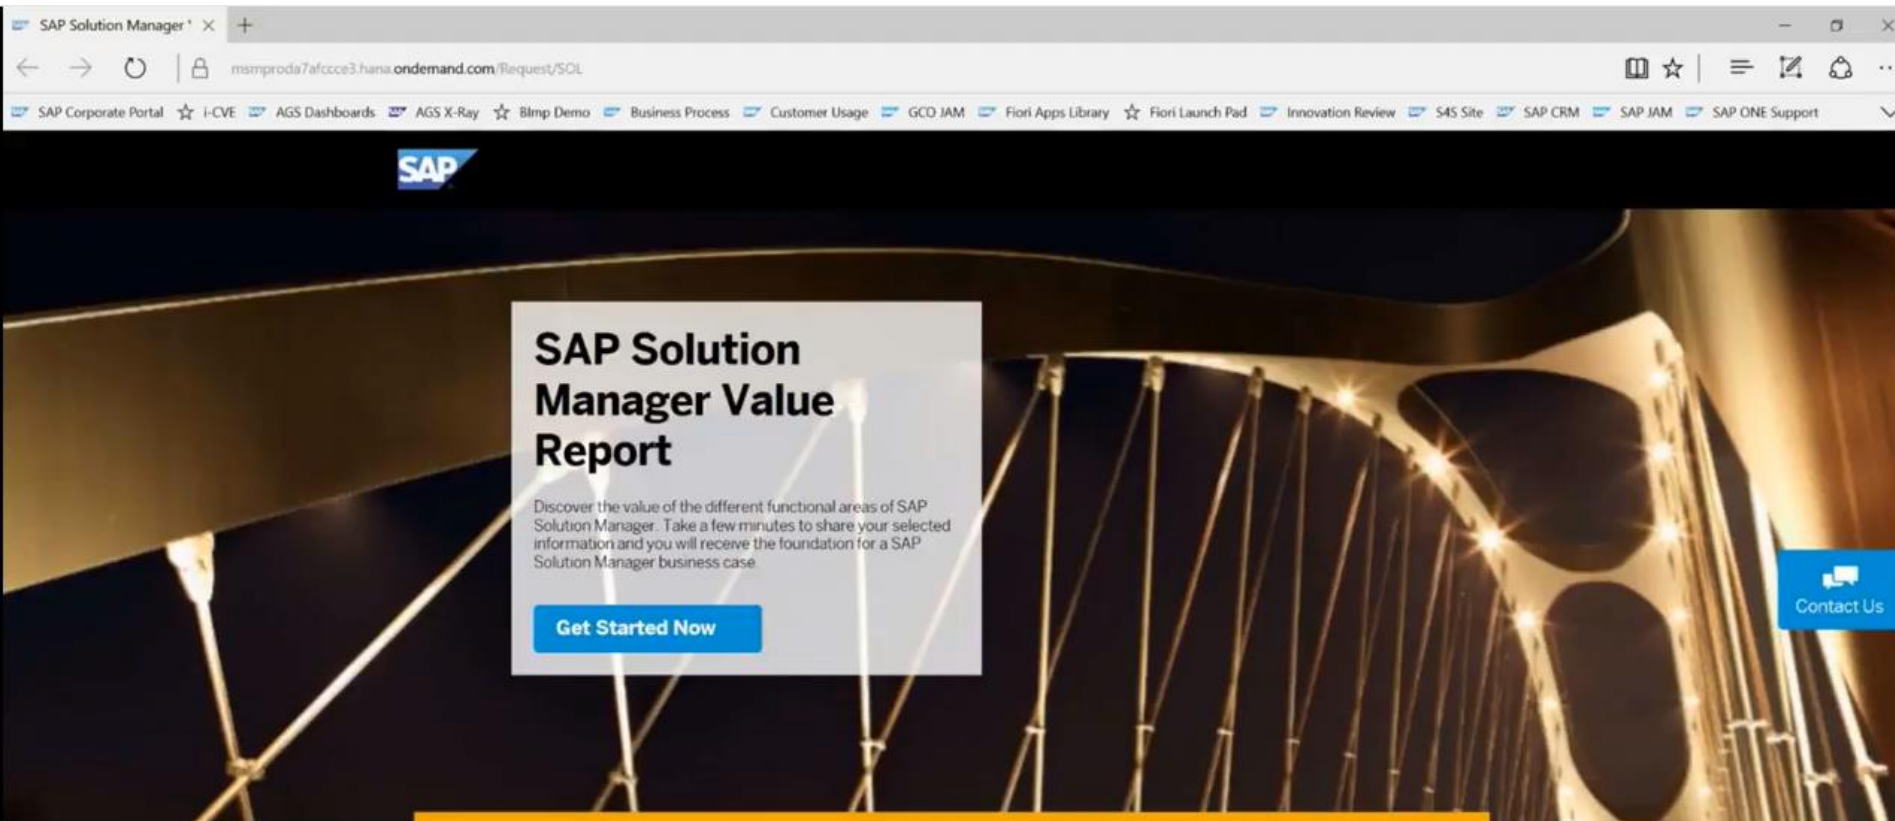 SAP Solution Manager
msmproda7afccce3.hana.ondemand.com/Request/SOL
SAP Corporate Portal i-CVE AGS Dashboards AGS X-Ray BImp Demo Business Process Customer Usage GCO JAM Fiori Apps Library Fiori Launch Pad Innovation Review S4S Site SAP CRM SAP JAM SAP ONE Support
SAP
SAP Solution
Manager Value
Report
Discover the value of the different functional areas of SAP
Solution Manager. Take a few minutes to share your selected
information and you will receive the foundation for a SAP
Solution Manager business case.
Get Started Now
Contact Us